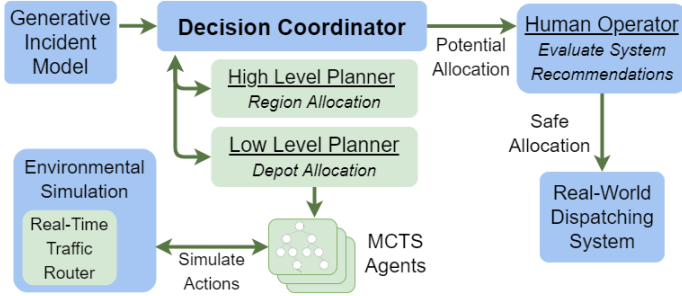 Generative
Incident
Model
Decision Coordinator
Potential
Allocation
Human Operator
Evaluate System
Recommendations
High Level Planner
Region Allocation
Low Level Planner
Depot Allocation
Safe
Allocation
Environmental
Simulation
Real-Time
Traffic
Router
Simulate
Actions
MCTS
Agents
Real-World
Dispatching
System